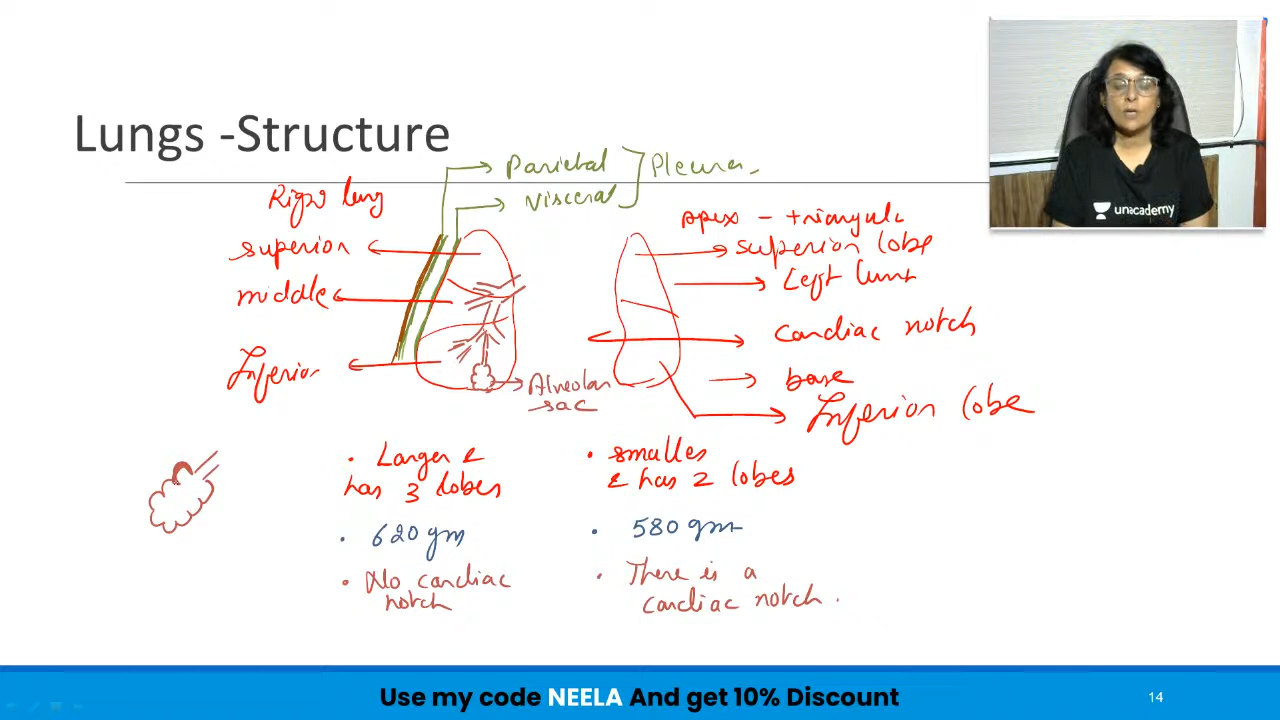 Lungs -Structure
Parietal
Visceral
Pleura
Right lung
superior
middle
Inferior
Alveolar
sac
apex - triangula
superior lobe
Left lung
cardiac notch
base
Inferior lobe
• Larger &
has 3 lobes
• 620 gm
• No cardiac
notch
• smaller
& has 2 lobes
• 580 gm
• There is a
cardiac notch.
unacademy
Use my code NEELA And get 10% Discount
14